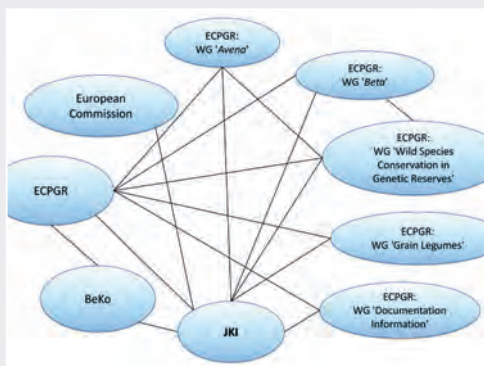 ECPGR:
WG 'Avena'
ECPGR:
WG 'Beta'
European
Commission
ECPGR:
WG 'Wild Species
Conservation in
Genetic Reserves'
ECPGR
ECPGR:
WG 'Grain Legumes'
BeKo
JKI
ECPGR:
WG 'Documentation
Information'